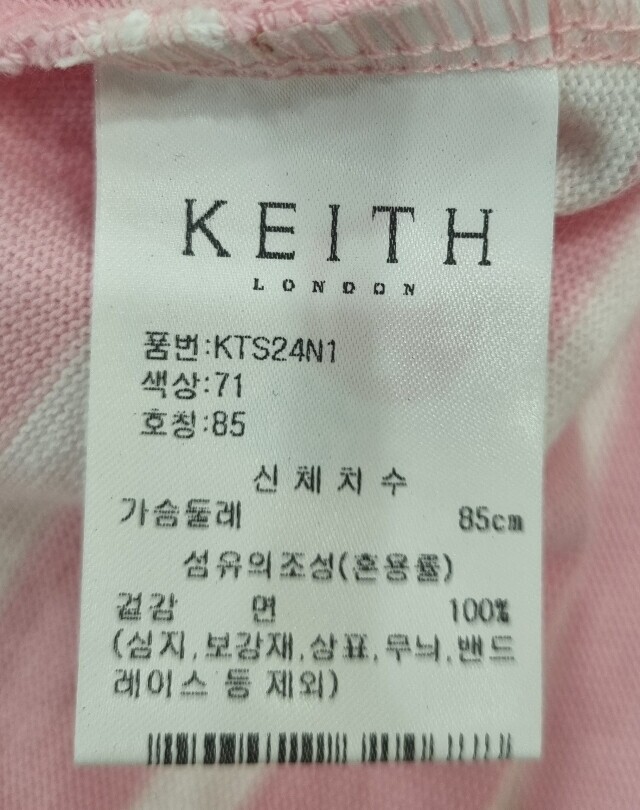 KEITH
LONDON
품번:KTS24N1
색상:71
호칭:85
신체치수
가슴둘레 85cm
섬유의조성(혼용률)
겉감 면 100%
(심지,보강재,상표,무늬,밴드
레이스 등 제외)